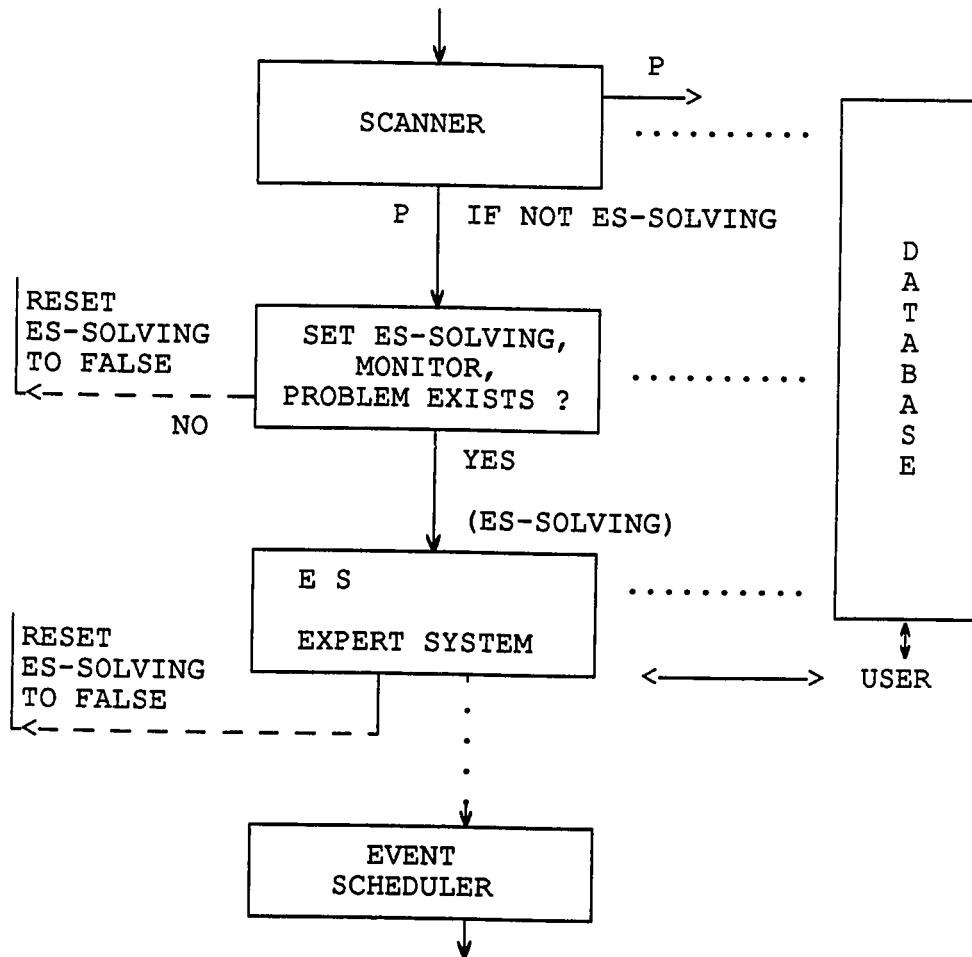 P
SCANNER
P IF NOT ES-SOLVING
RESET
ES-SOLVING
TO FALSE
SET ES-SOLVING,
MONITOR,
PROBLEM EXISTS ?
NO
YES
(ES-SOLVING)
E S
EXPERT SYSTEM
RESET
ES-SOLVING
TO FALSE
D
A
T
A
B
A
S
E
USER
EVENT
SCHEDULER